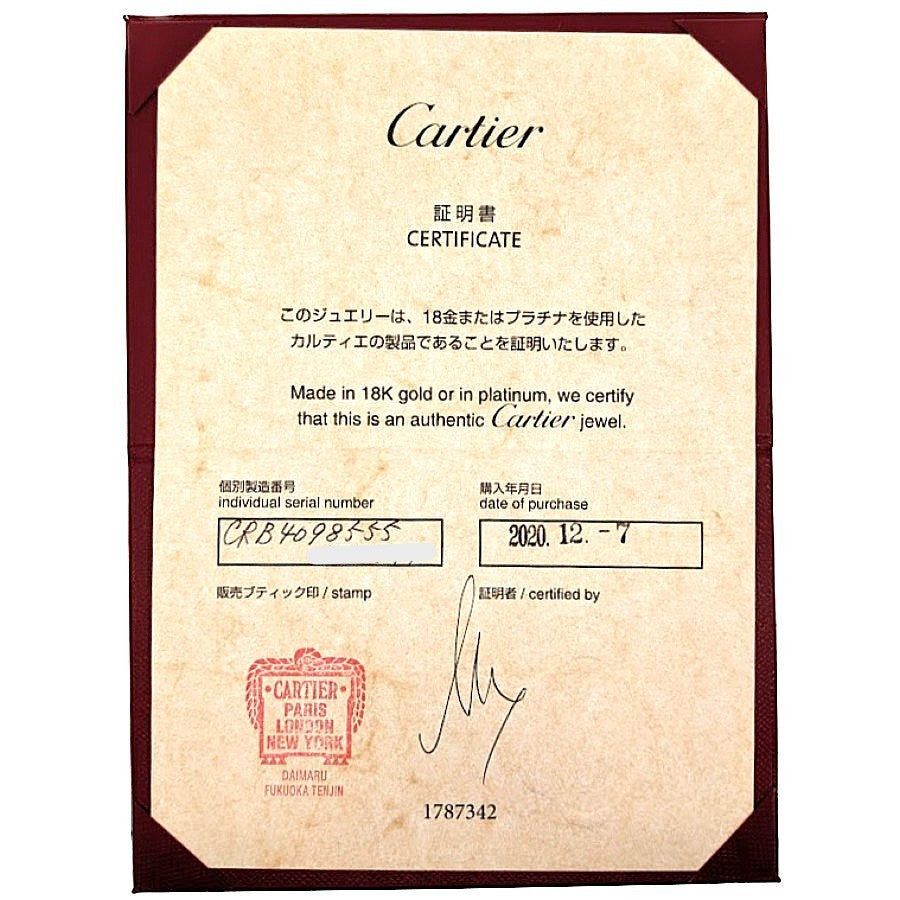 Cartier
証明書
CERTIFICATE
このジュエリーは、18金またはプラチナを使用した
カルティエの製品であることを証明いたします。
Made in 18K gold or in platinum, we certify
that this is an authentic Cartier jewel.
個別製造番号
individual serial number
CRB4098555
購入年月日
date of purchase
2020. 12. -7
販売ブティック印 / stamp
証明者 / certified by
CARTIER
PARIS
LONDON
NEW YORK
DAIMARU
FUKUOKA TENJIN
1787342